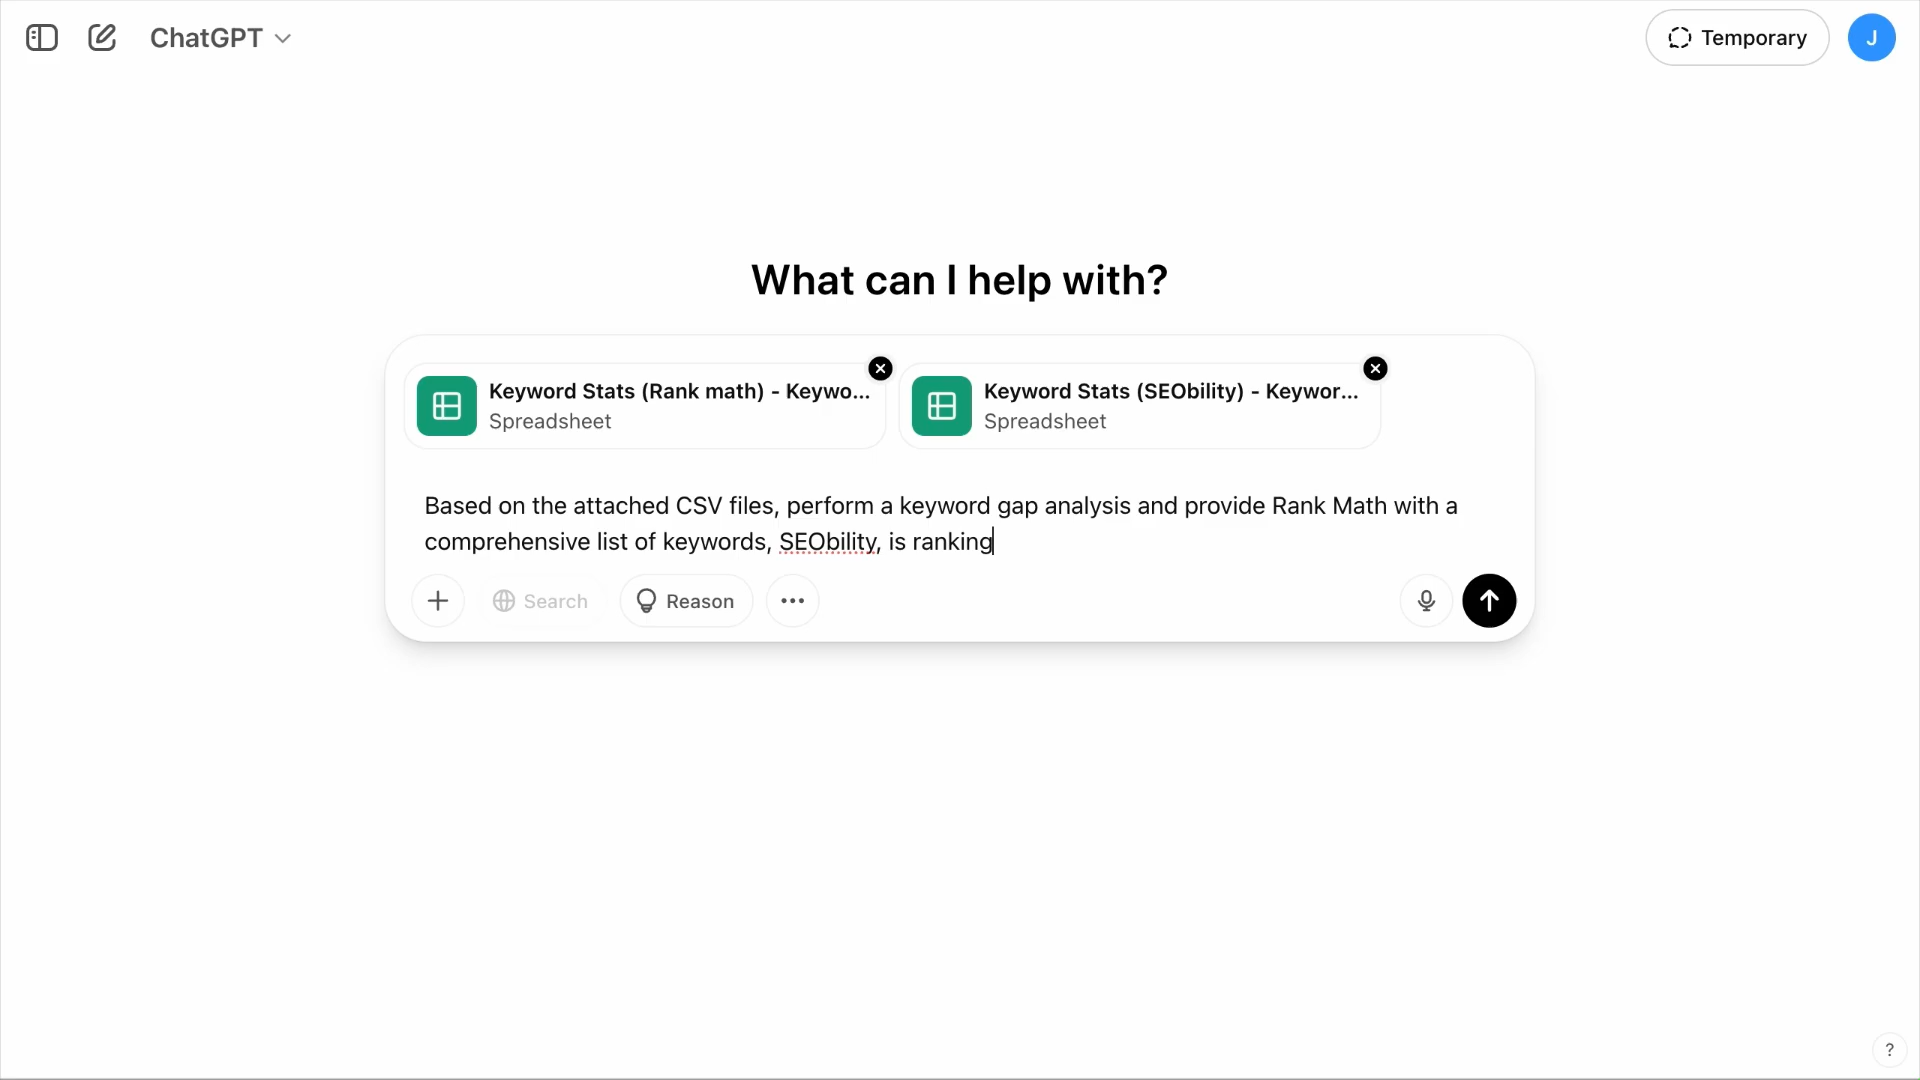 ChatGPT
Temporary
J
What can I help with?
Keyword Stats (Rank math) - Keywo...
Spreadsheet
Keyword Stats (SEObility) - Keywor...
Spreadsheet
Based on the attached CSV files, perform a keyword gap analysis and provide Rank Math with a
comprehensive list of keywords, SEObility, is ranking
Search
Reason
?